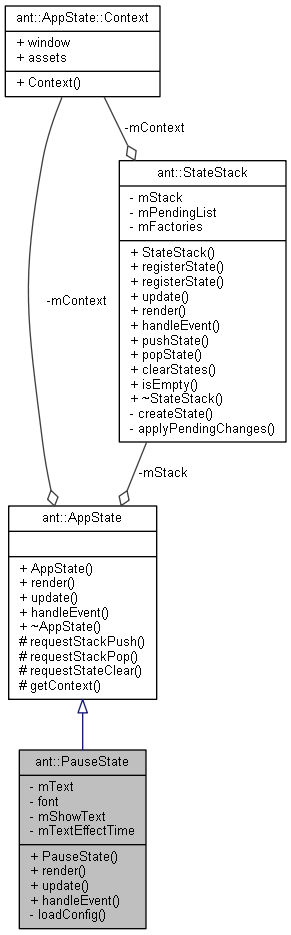 ant::AppState::Context
+ window
+ assets
+ Context()
-mContext
ant::StateStack
- mStack
- mPendingList
- mFactories
+ StateStack()
+ registerState()
+ registerState()
+ update()
+ render()
+ handleEvent()
+ pushState()
+ popState()
+ clearStates()
+ isEmpty()
+ ~StateStack()
- createState()
- applyPendingChanges()
-mContext
-mStack
ant::AppState
+ AppState()
+ render()
+ update()
+ handleEvent()
+ ~AppState()
# requestStackPush()
# requestStackPop()
# requestStateClear()
# getContext()
ant::PauseState
- mText
- font
- mShowText
- mTextEffectTime
+ PauseState()
+ render()
+ update()
+ handleEvent()
- loadConfig()